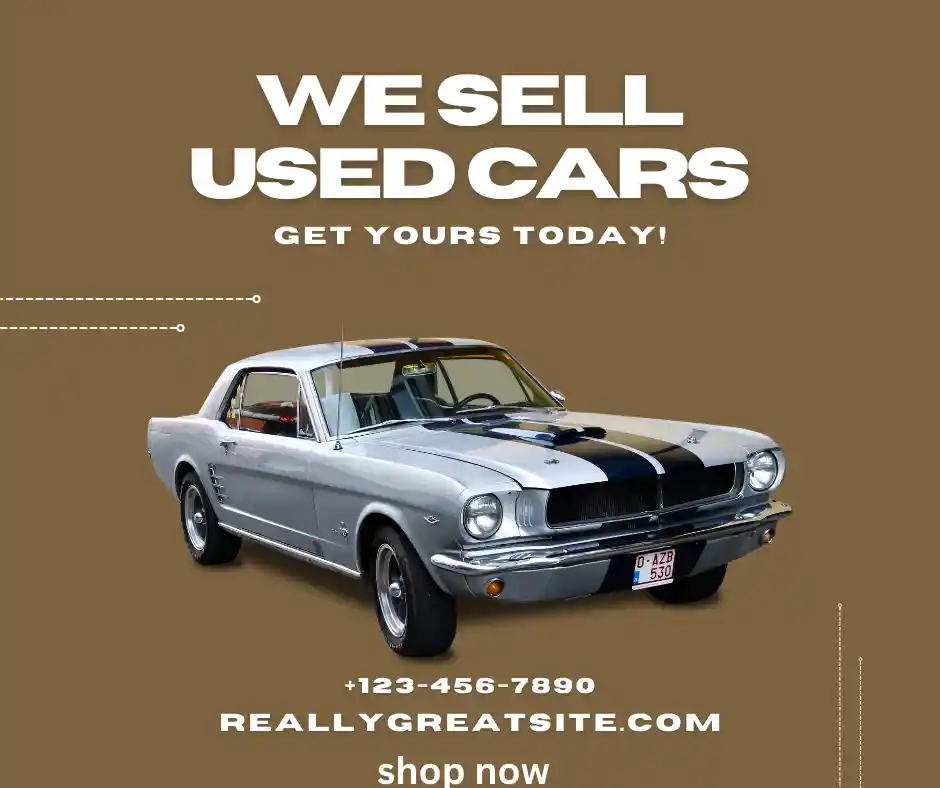 WE SELL
USED CARS
GET YOURS TODAY!
O-AZB
530
+123-456-7890
REALLYGREATSITE.COM
shop now